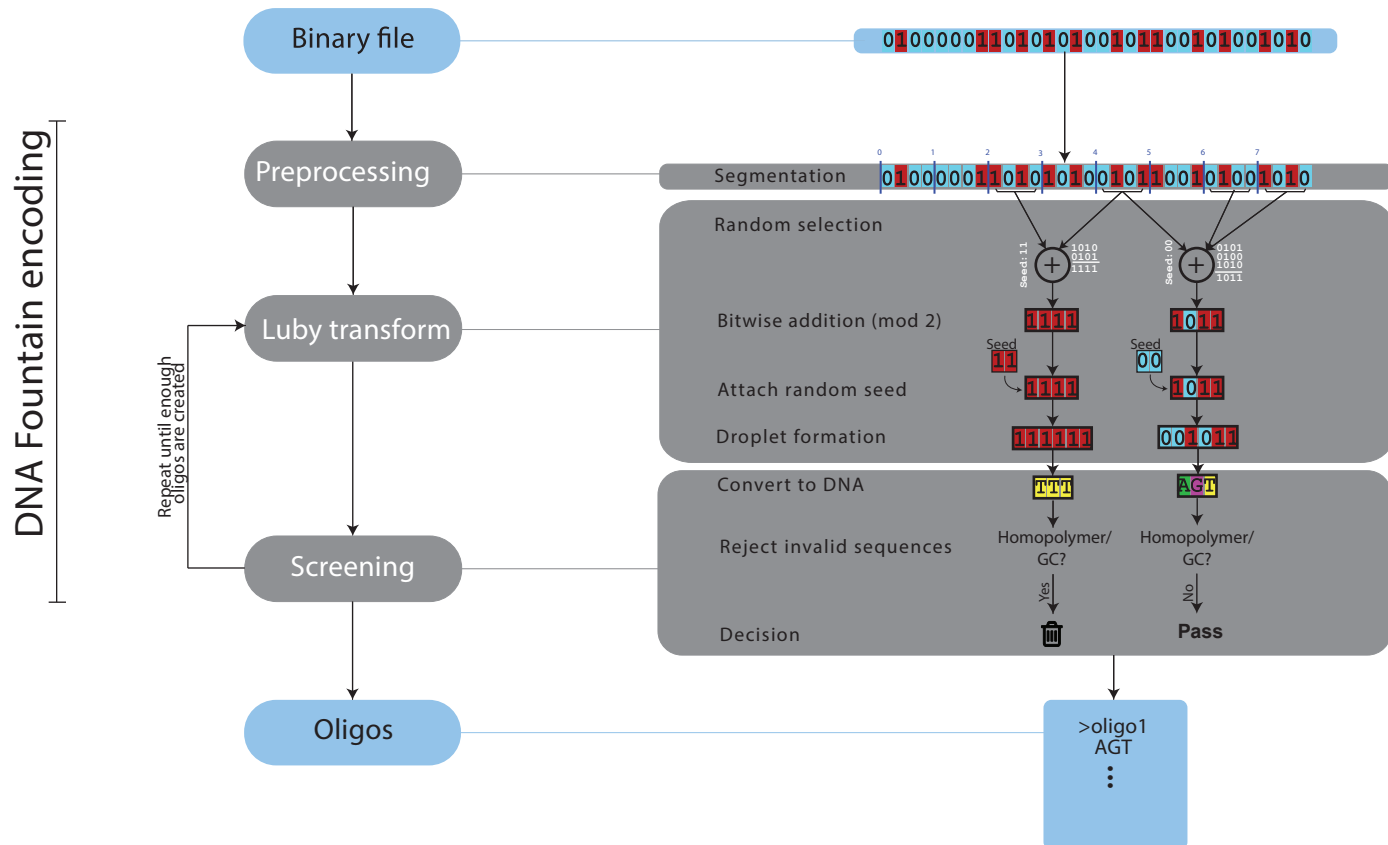 DNA Fountain encoding
Binary file
01000001101010100101100101001010
Preprocessing
0 1 2 3 4 5 6 7
Segmentation
01000001101010100101100101001010
Luby transform
Repeat until enough
oligos are created
Random selection
Seed:11
+
1010
0101
1111
Seed:00
+
0101
0100
1010
1011
Bitwise addition (mod 2)
1111
1011
Seed
11
Seed
00
Attach random seed
1111
1011
Droplet formation
111111
001011
Screening
Convert to DNA
TTT
AGT
Reject invalid sequences
Homopolymer/
GC?
Homopolymer/
GC?
Yes
No
Decision
Pass
Oligos
>oligo1
AGT